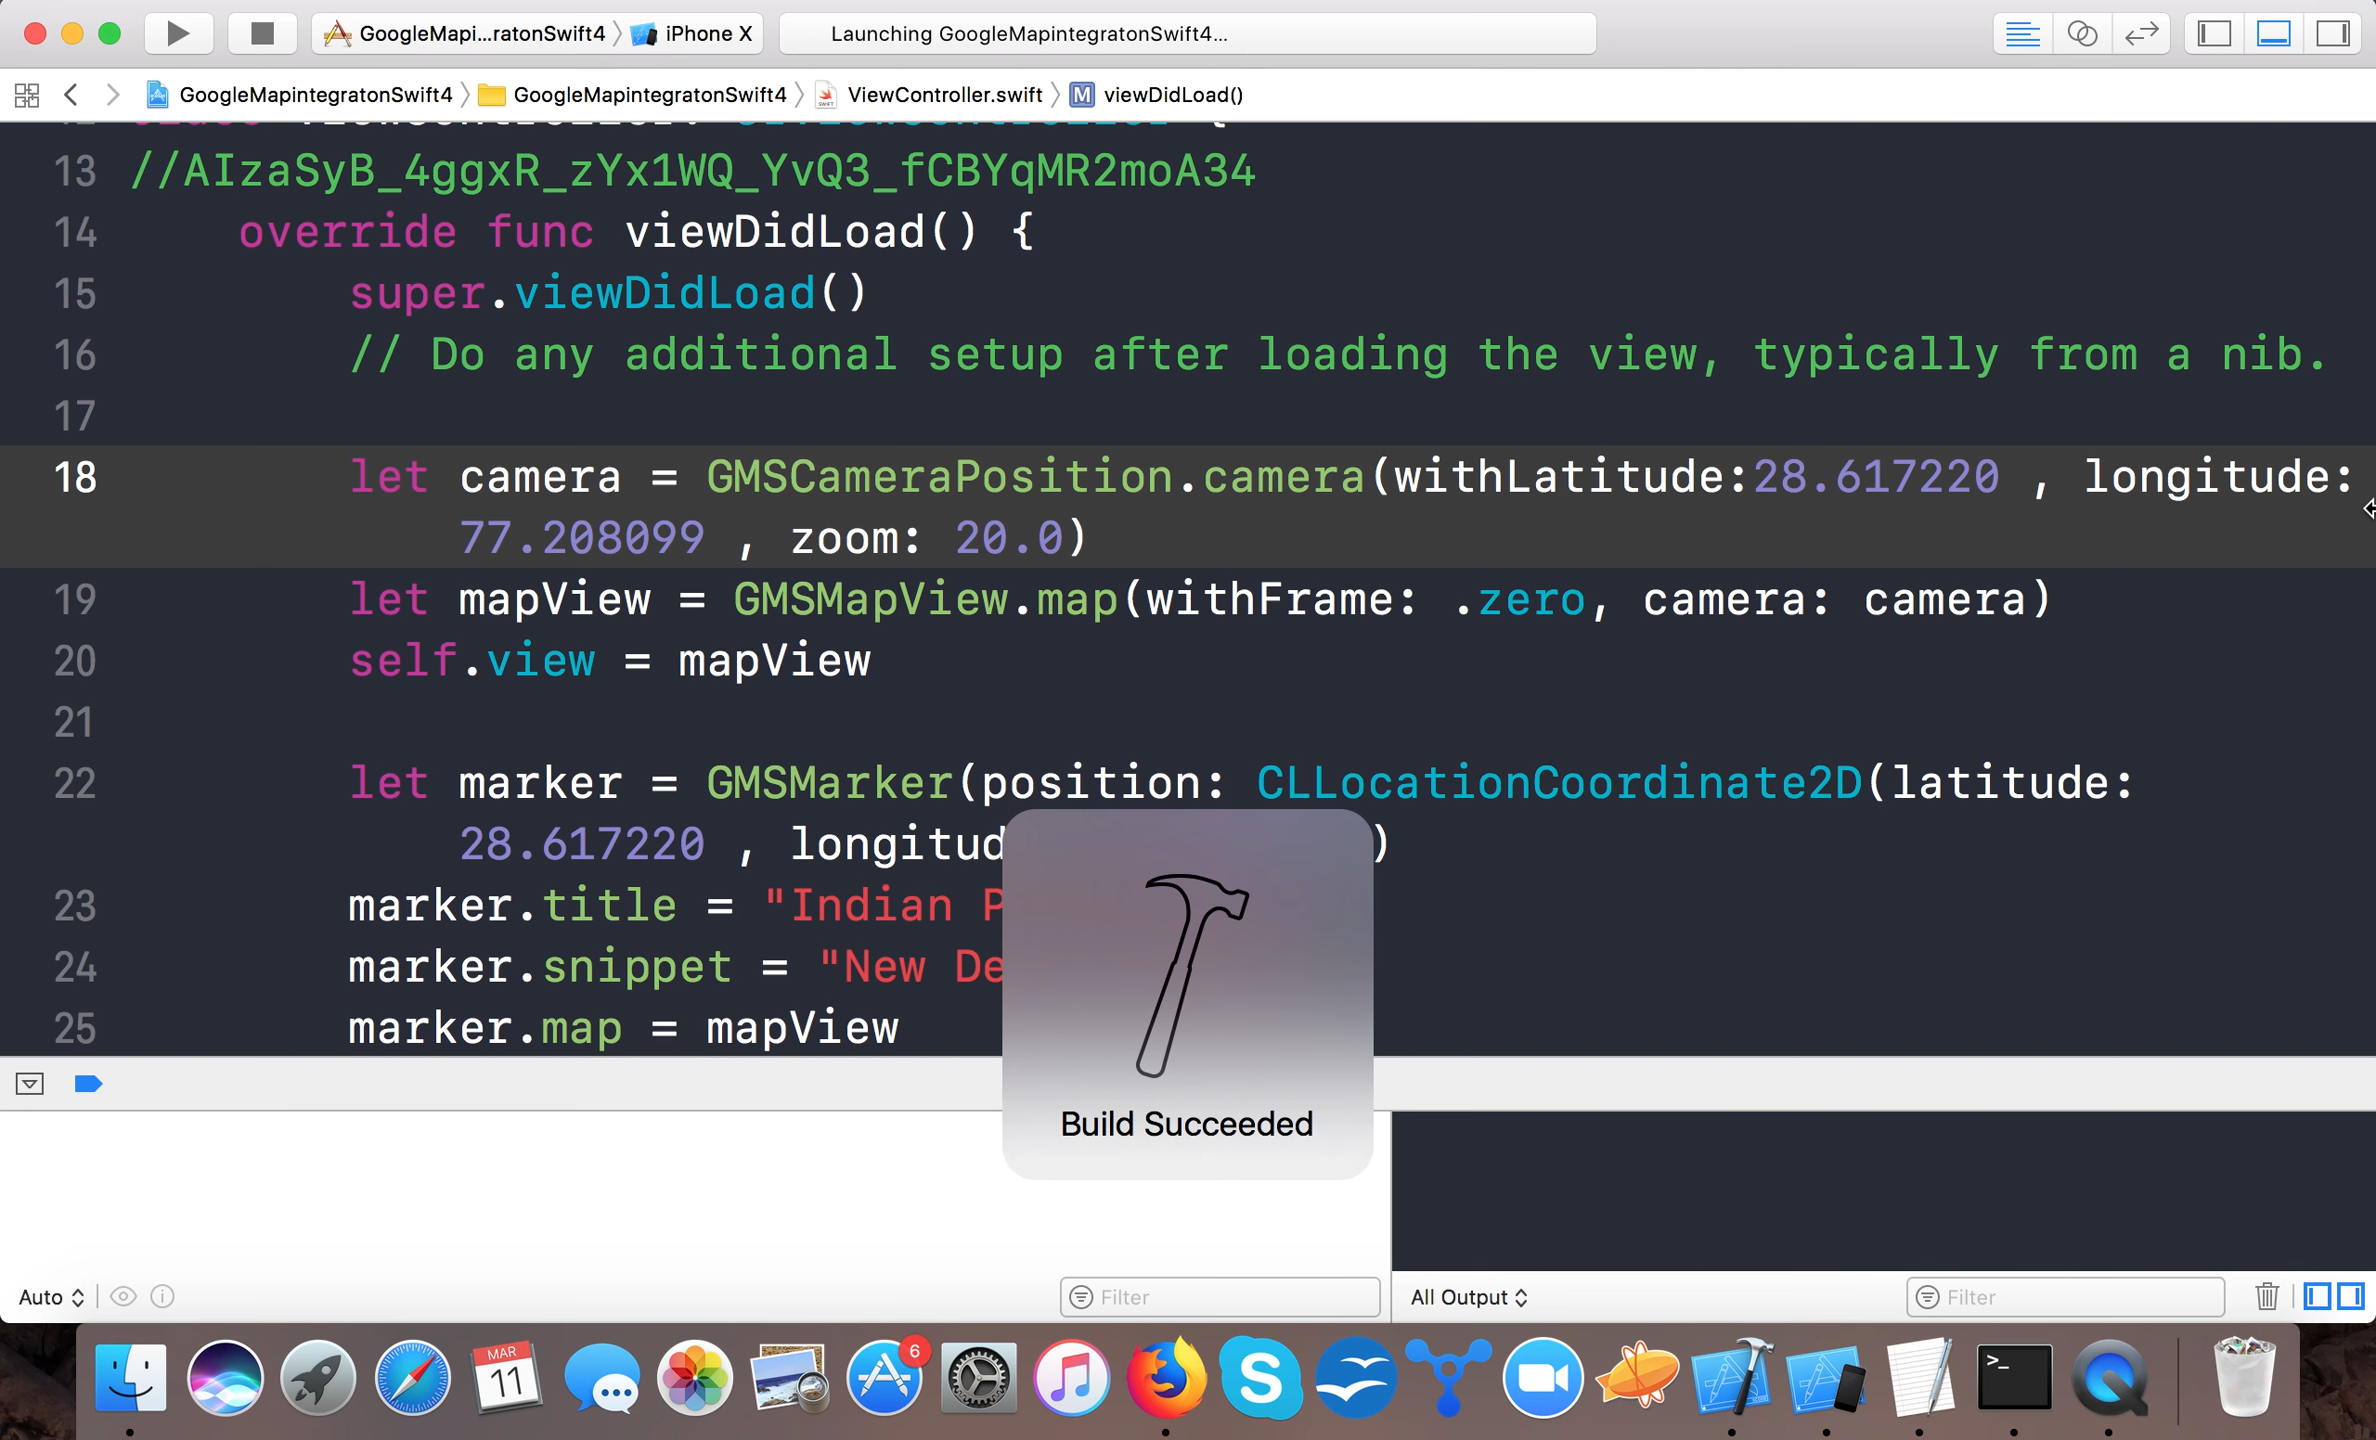 GoogleMapi...ratonSwift4 iPhone X Launching GoogleMapintegratonSwift4...
GoogleMapintegratonSwift4 GoogleMapintegratonSwift4 ViewController.swift M viewDidLoad()
13 //AIzaSyB_4ggxR_zYx1WQ_YvQ3_fCBYqMR2moA34
14 override func viewDidLoad() {
15 super.viewDidLoad()
16 // Do any additional setup after loading the view, typically from a nib.
17
18 let camera = GMSCameraPosition.camera(withLatitude:28.617220 , longitude:
77.208099 , zoom: 20.0)
19 let mapView = GMSMapView.map(withFrame: .zero, camera: camera)
20 self.view = mapView
21
22 let marker = GMSMarker(position: CLLocationCoordinate2D(latitude:
28.617220 , longitud )
23 marker.title = "Indian P
24 marker.snippet = "New De
25 marker.map = mapView
Build Succeeded
Auto Filter All Output Filter
MAR
11
6
S
>_